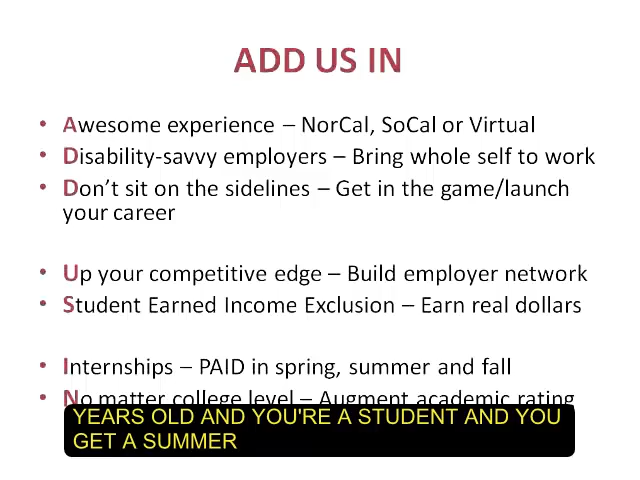 ADD US IN
• Awesome experience – NorCal, SoCal or Virtual
• Disability-savvy employers – Bring whole self to work
• Don't sit on the sidelines – Get in the game/launch
your career
• Up your competitive edge – Build employer network
• Student Earned Income Exclusion – Earn real dollars
• Internships – PAID in spring, summer and fall
• No matter college level – Augment academic rating
YEARS OLD AND YOU'RE A STUDENT AND YOU
GET A SUMMER